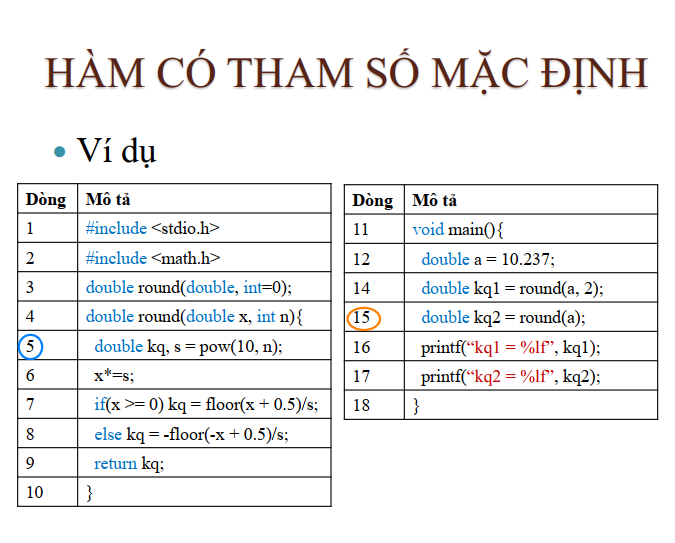 HÀM CÓ THAM SỐ MẶC ĐỊNH
Ví dụ
Dòng Mô tả
1 #include <stdio.h>
2 #include <math.h>
3 double round(double, int=0);
4 double round(double x, int n){
5 double kq, s = pow(10, n);
6 x*=s;
7 if(x >= 0) kq = floor(x + 0.5)/s;
8 else kq = -floor(-x + 0.5)/s;
9 return kq;
10 }
Dòng Mô tả
11 void main(){
12 double a = 10.237;
14 double kq1 = round(a, 2);
15 double kq2 = round(a);
16 printf(“kq1 = %lf”, kq1);
17 printf(“kq2 = %lf”, kq2);
18 }